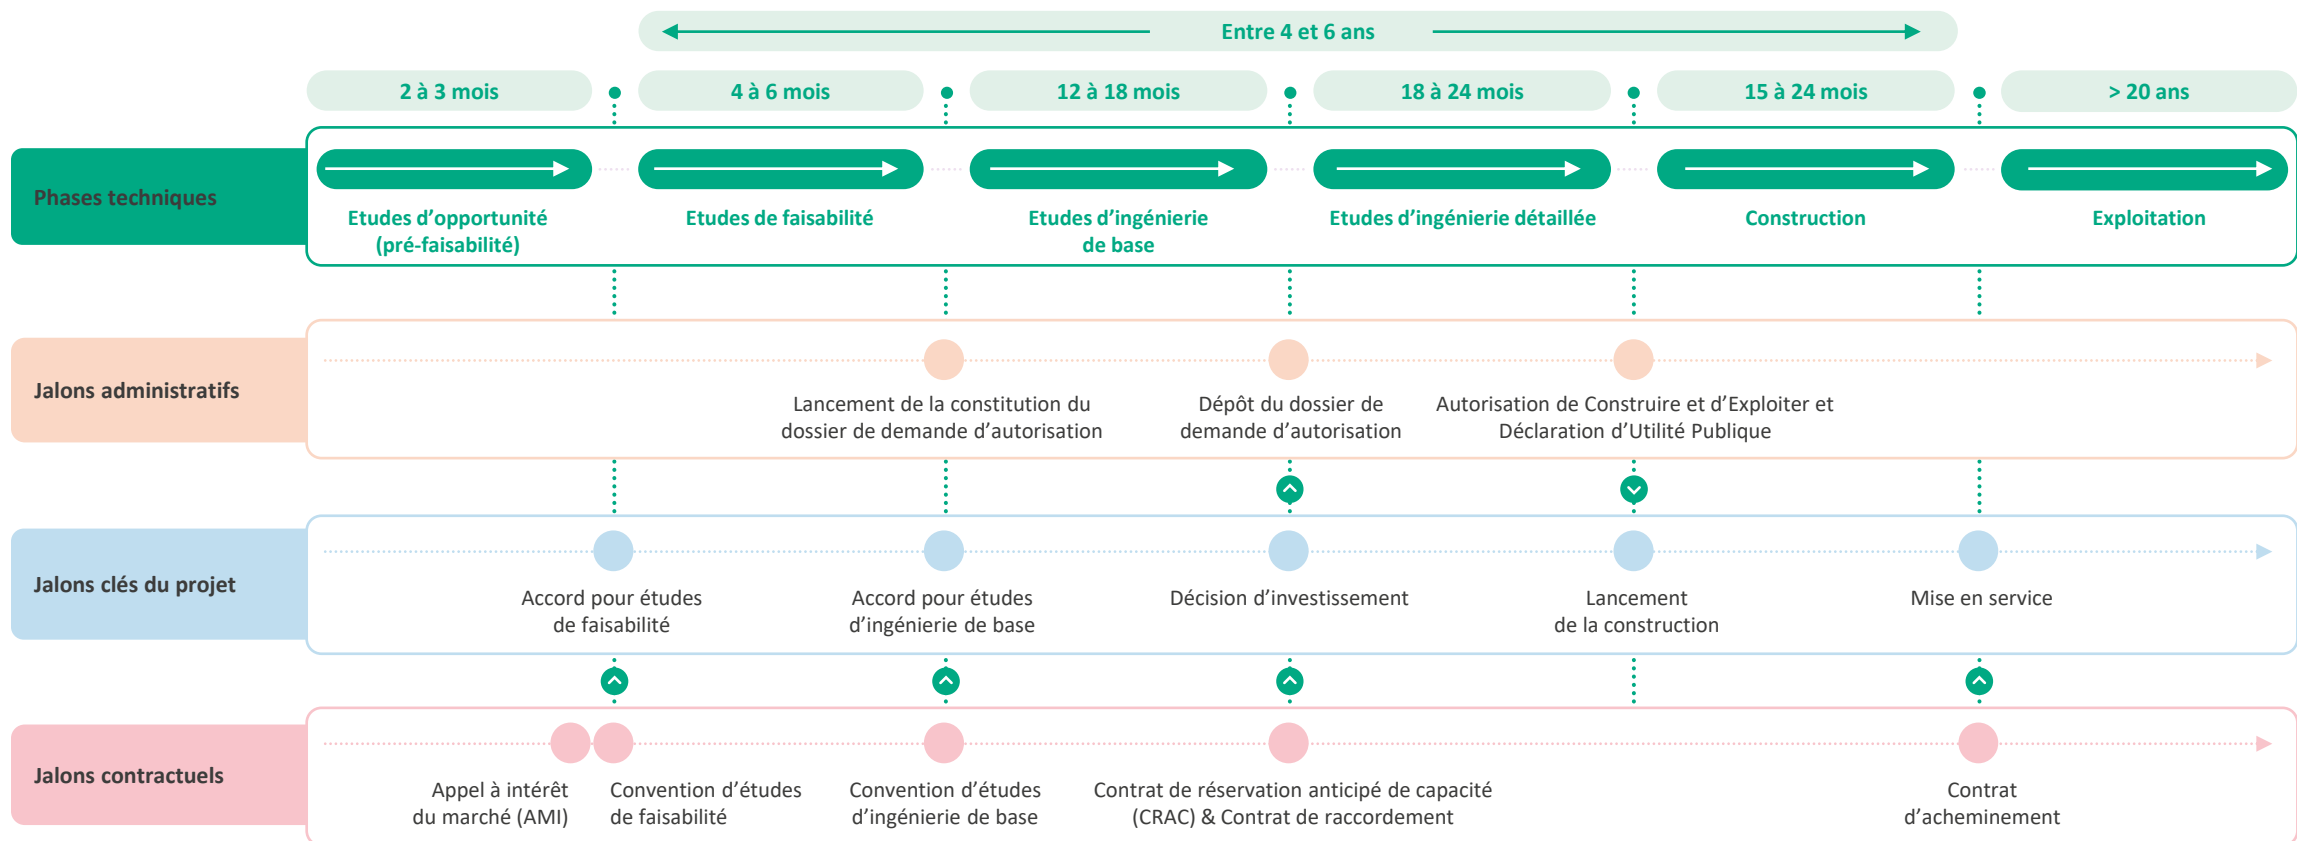 Entre 4 et 6 ans
2 à 3 mois
4 à 6 mois
12 à 18 mois
18 à 24 mois
15 à 24 mois
> 20 ans
Phases techniques
Etudes d'opportunité
(pré-faisabilité)
Etudes de faisabilité
Etudes d'ingénierie
de base
Etudes d'ingénierie détaillée
Construction
Exploitation
Jalons administratifs
Lancement de la constitution du
dossier de demande d'autorisation
Dépôt du dossier de
demande d'autorisation
Autorisation de Construire et d'Exploiter et
Déclaration d'Utilité Publique
Jalons clés du projet
Accord pour études
de faisabilité
Accord pour études
d'ingénierie de base
Décision d'investissement
Lancement
de la construction
Mise en service
Jalons contractuels
Appel à intérêt
du marché (AMI)
Convention d'études
de faisabilité
Convention d'études
d'ingénierie de base
Contrat de réservation anticipé de capacité
(CRAC) & Contrat de raccordement
Contrat
d'acheminement